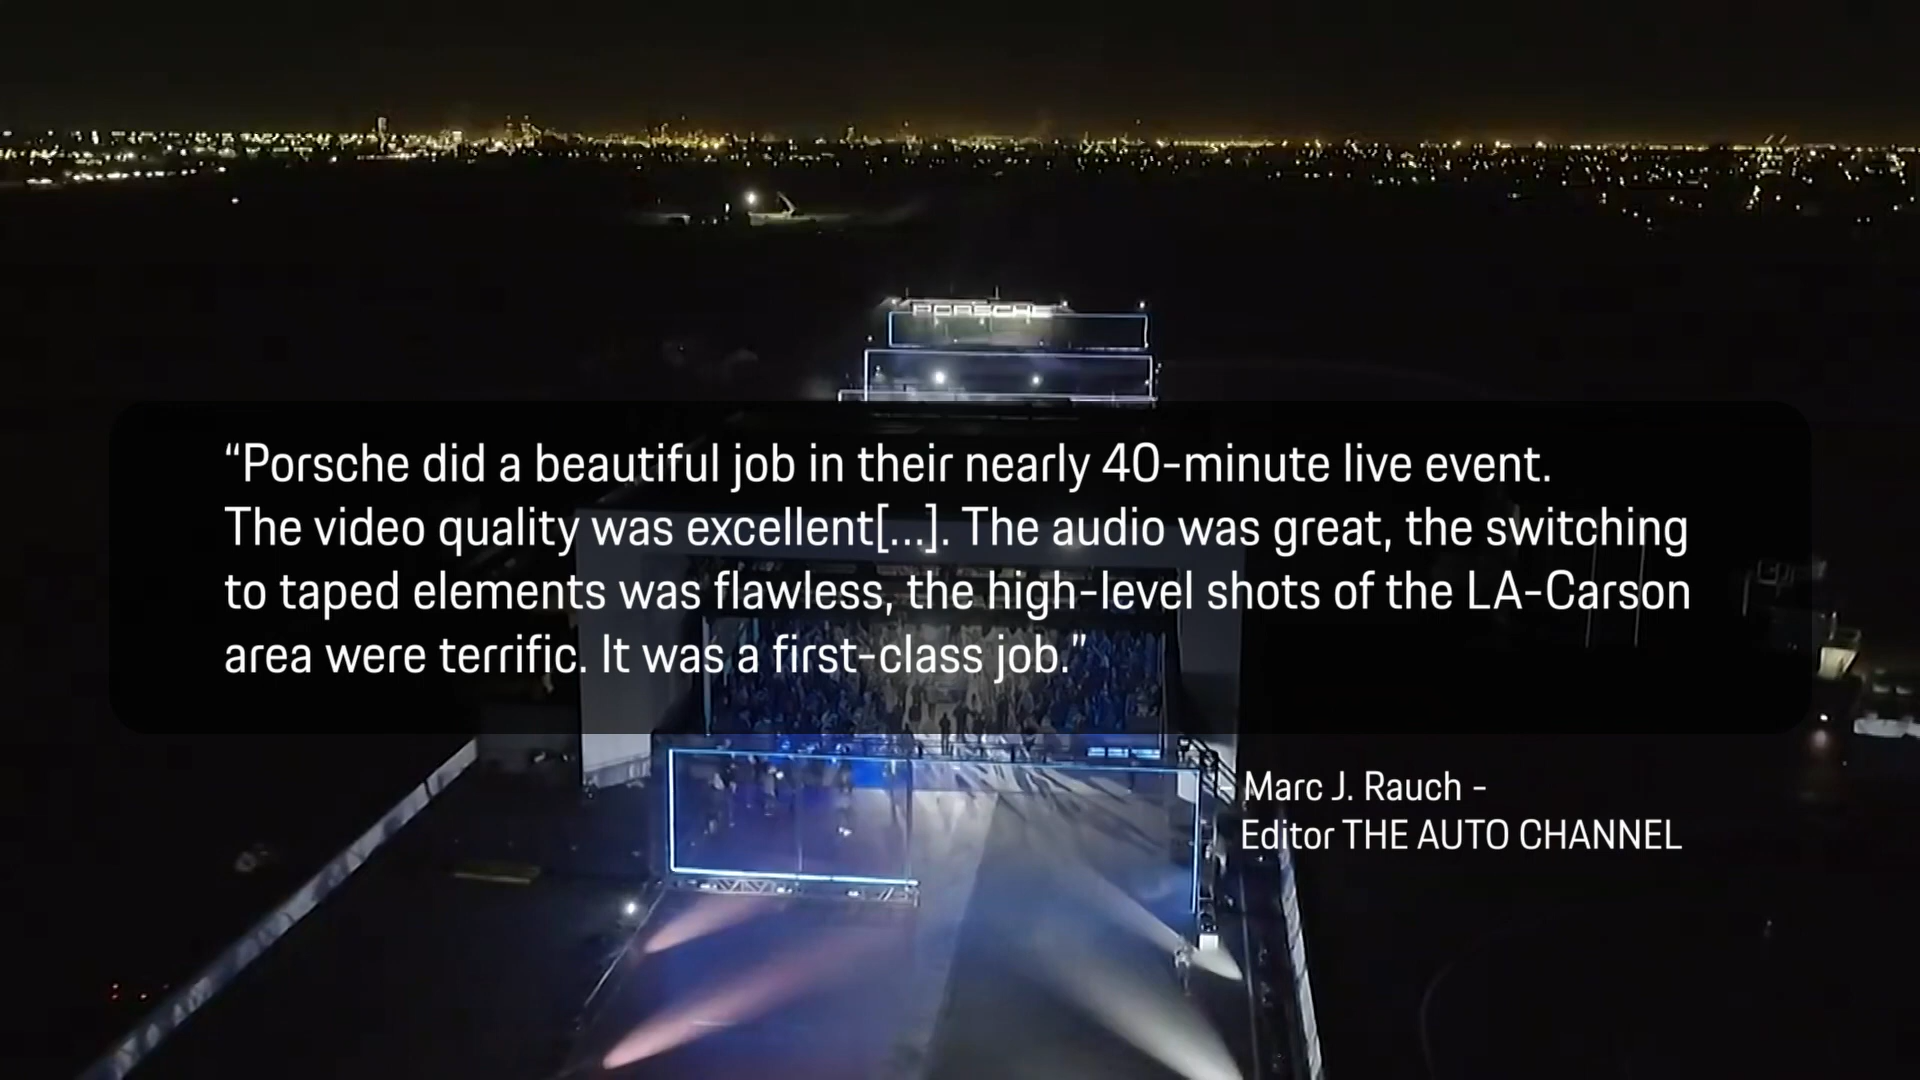 PORSCHE
“Porsche did a beautiful job in their nearly 40-minute live event.
The video quality was excellent[...]. The audio was great, the switching
to taped elements was flawless, the high-level shots of the LA-Carson
area were terrific. It was a first-class job.”
- Marc J. Rauch -
Editor THE AUTO CHANNEL